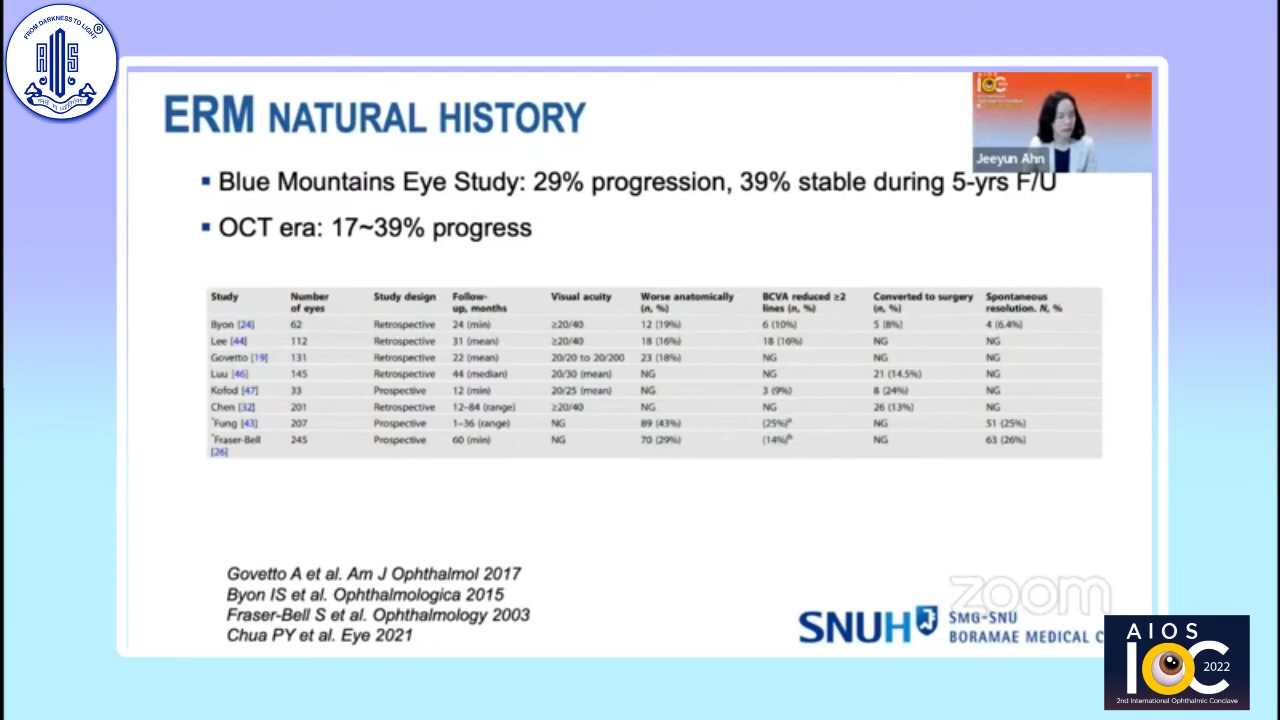 FROM DARKNESS TO LIGHT
®
AIOS
ERM NATURAL HISTORY
AIOS
IOC
Jeeyun Ahn
▪ Blue Mountains Eye Study: 29% progression, 39% stable during 5-yrs F/U
▪ OCT era: 17~39% progress
Study Number of eyes Study design Follow-up, months Visual acuity Worse anatomically (n, %) BCVA reduced ≥2 lines (n, %) Converted to surgery (n, %) Spontaneous resolution. N, %
Byon [24] 62 Retrospective 24 (min) ≥20/40 12 (19%) 6 (10%) 5 (8%) 4 (6.4%)
Lee [44] 112 Retrospective 31 (mean) ≥20/40 18 (16%) 18 (16%) NG NG
Govetto [19] 131 Retrospective 22 (mean) 20/20 to 20/200 23 (18%) NG NG NG
Luu [46] 145 Retrospective 44 (median) 20/30 (mean) NG NG 21 (14.5%) NG
Kofod [47] 33 Prospective 12 (min) 20/25 (mean) NG 3 (9%) 8 (24%) NG
Chen [32] 201 Retrospective 12–84 (range) ≥20/40 NG NG 26 (13%) NG
*Fung [43] 207 Prospective 1–36 (range) NG 89 (43%) (25%)ᵃ NG 51 (25%)
*Fraser-Bell [26] 245 Prospective 60 (min) NG 70 (29%) (14%)ᵇ NG 63 (26%)
Govetto A et al. Am J Ophthalmol 2017
Byon IS et al. Ophthalmologica 2015
Fraser-Bell S et al. Ophthalmology 2003
Chua PY et al. Eye 2021
zoom
SNUH
SMG-SNU
BORAMAE MEDICAL C
AIOS
IOC
2022
2nd International Ophthalmic Conclave